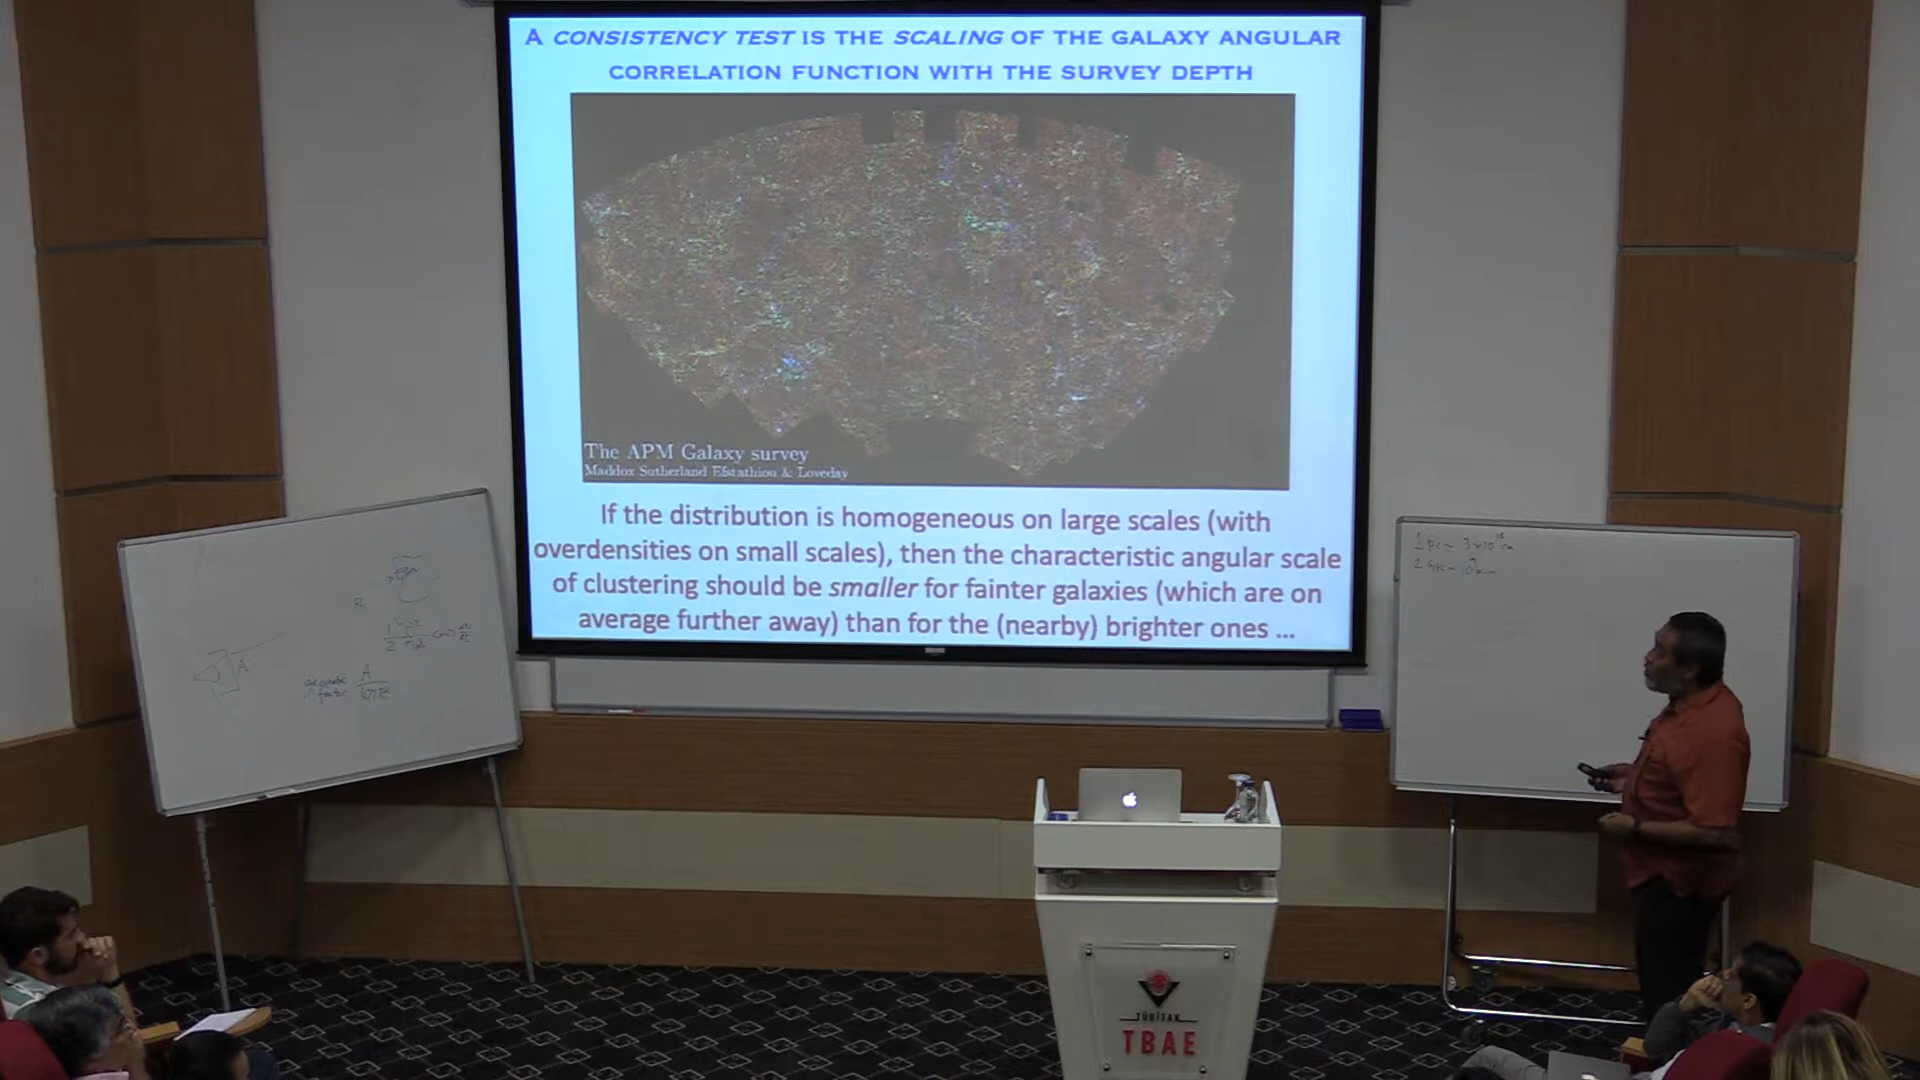 A CONSISTENCY TEST IS THE SCALING OF THE GALAXY ANGULAR
CORRELATION FUNCTION WITH THE SURVEY DEPTH
The APM Galaxy survey
Maddox Sutherland Efstathiou & Loveday
If the distribution is homogeneous on large scales (with
overdensities on small scales), then the characteristic angular scale
of clustering should be smaller for fainter galaxies (which are on
average further away) than for the (nearby) brighter ones ...
A
A
R
1 pc ~ 3x10
TÜBİTAK
TBAE